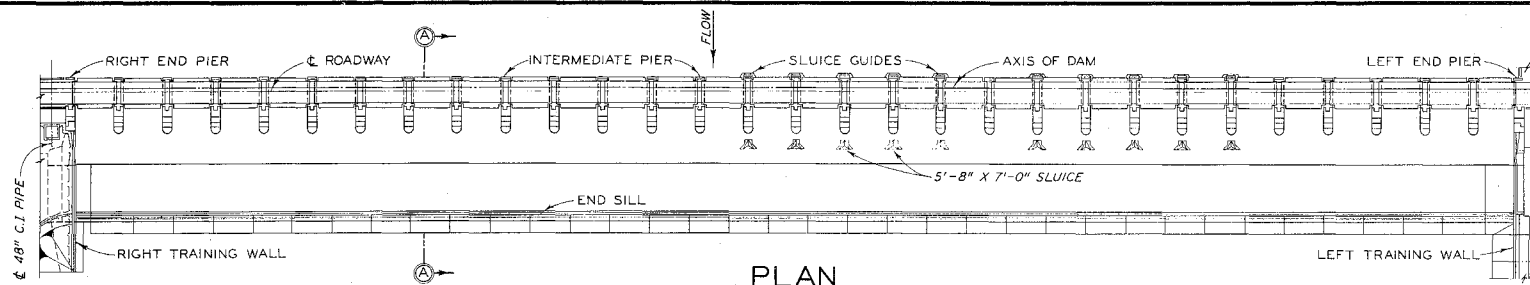 FLOW
A
RIGHT END PIER
℄ ROADWAY
INTERMEDIATE PIER
SLUICE GUIDES
AXIS OF DAM
LEFT END PIER
5'-8" X 7'-0" SLUICE
℄ 48" C.I. PIPE
END SILL
RIGHT TRAINING WALL
LEFT TRAINING WALL
A
PLAN